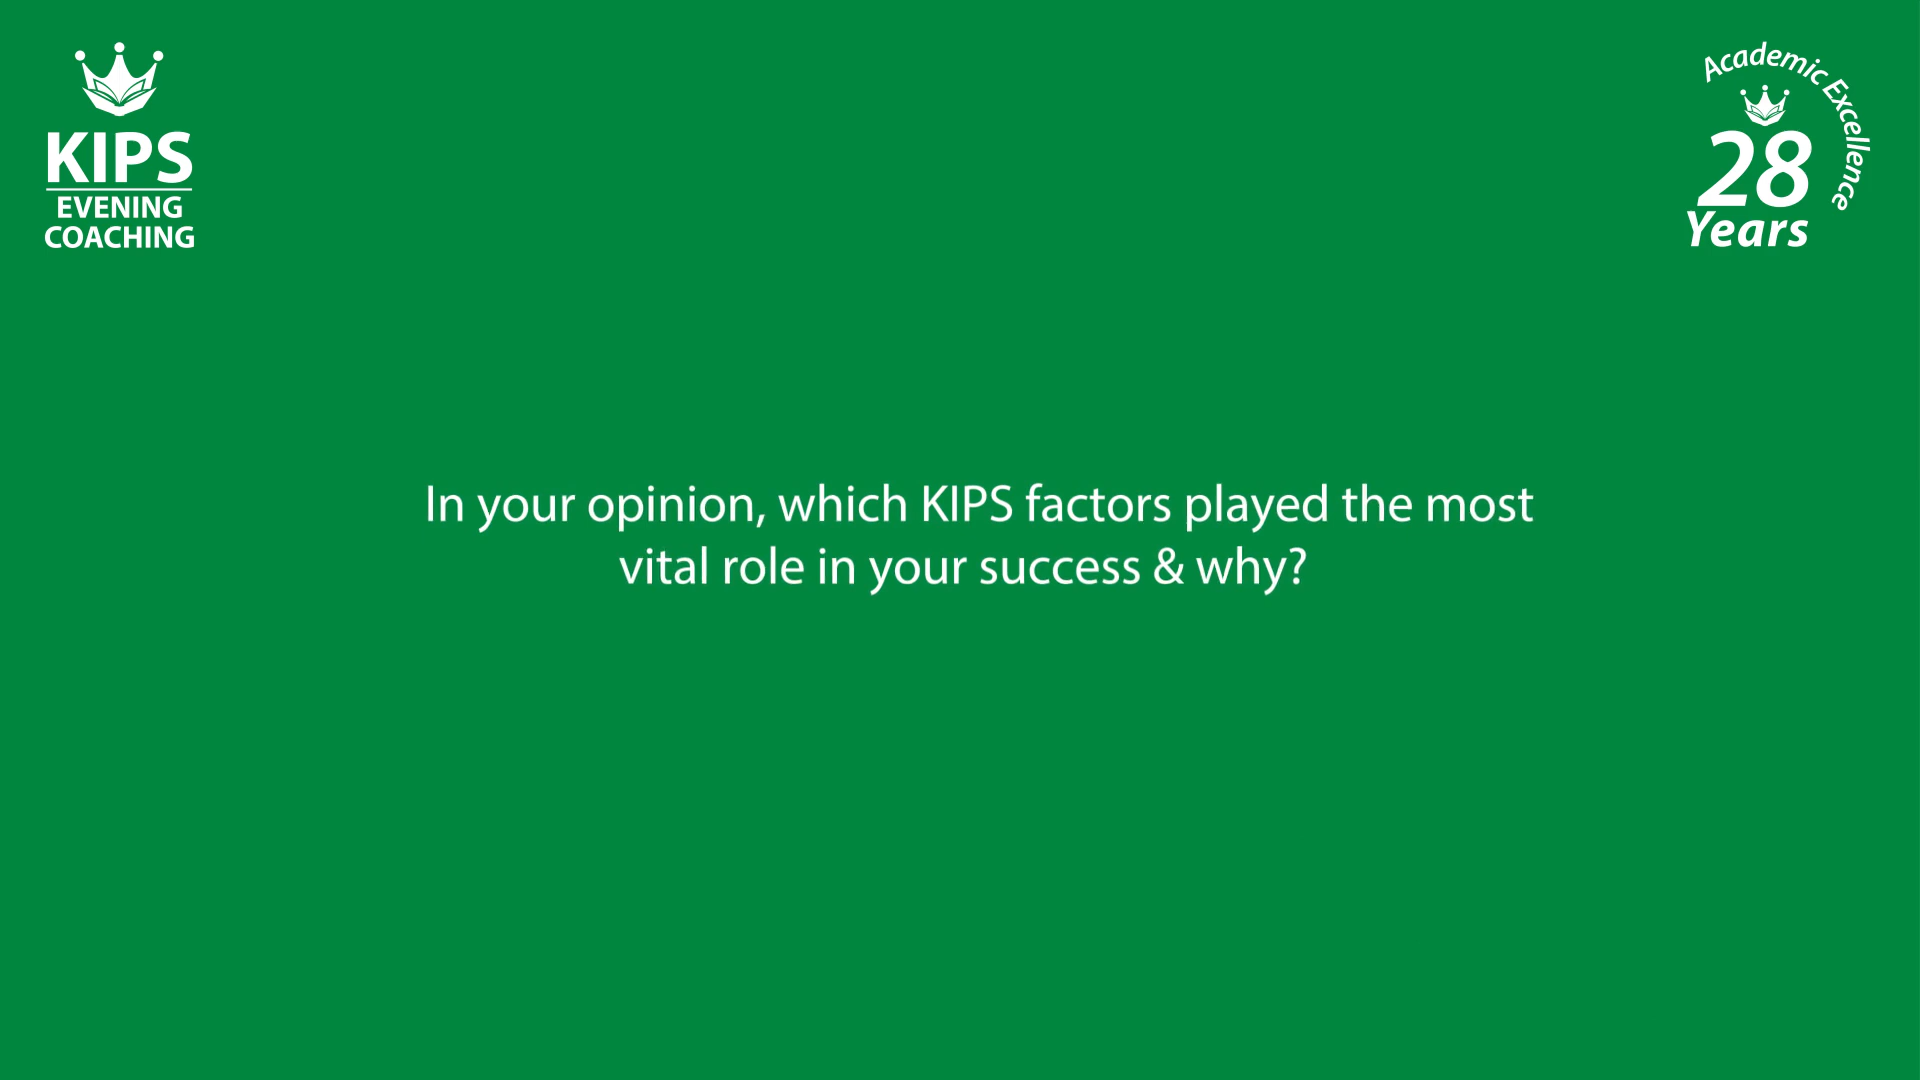 KIPS
EVENING
COACHING
Academic Excellence
28
Years
In your opinion, which KIPS factors played the most
vital role in your success & why?